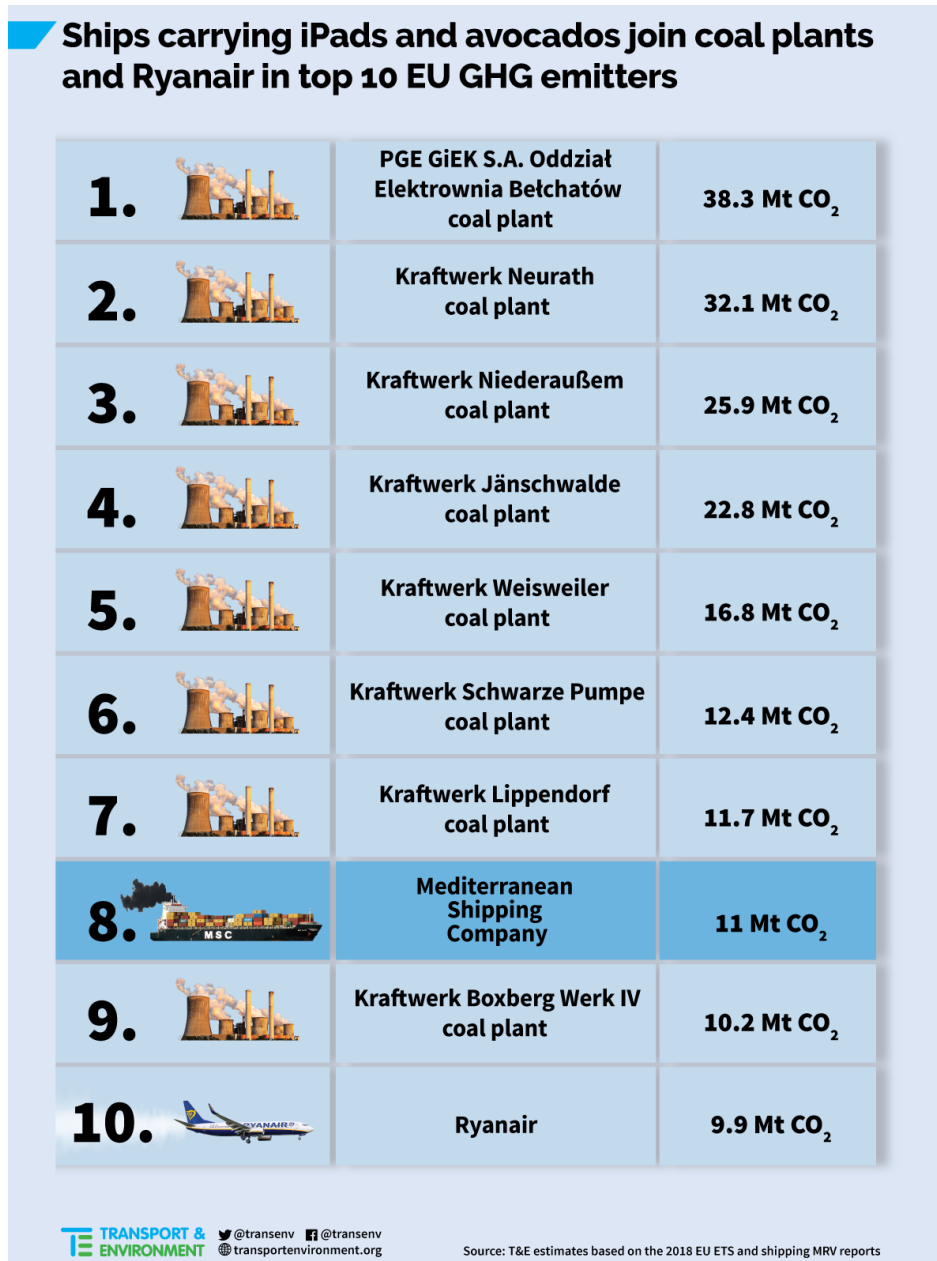 Ships carrying iPads and avocados join coal plants
and Ryanair in top 10 EU GHG emitters
1.
PGE GiEK S.A. Oddział
Elektrownia Bełchatów
coal plant
38.3 Mt CO₂
2.
Kraftwerk Neurath
coal plant
32.1 Mt CO₂
3.
Kraftwerk Niederaußem
coal plant
25.9 Mt CO₂
4.
Kraftwerk Jänschwalde
coal plant
22.8 Mt CO₂
5.
Kraftwerk Weisweiler
coal plant
16.8 Mt CO₂
6.
Kraftwerk Schwarze Pumpe
coal plant
12.4 Mt CO₂
7.
Kraftwerk Lippendorf
coal plant
11.7 Mt CO₂
8.
MSC
Mediterranean
Shipping
Company
11 Mt CO₂
9.
Kraftwerk Boxberg Werk IV
coal plant
10.2 Mt CO₂
10.
RYANAIR
Ryanair
9.9 Mt CO₂
TE TRANSPORT &
ENVIRONMENT
@transenv @transenv
transportenvironment.org
Source: T&E estimates based on the 2018 EU ETS and shipping MRV reports